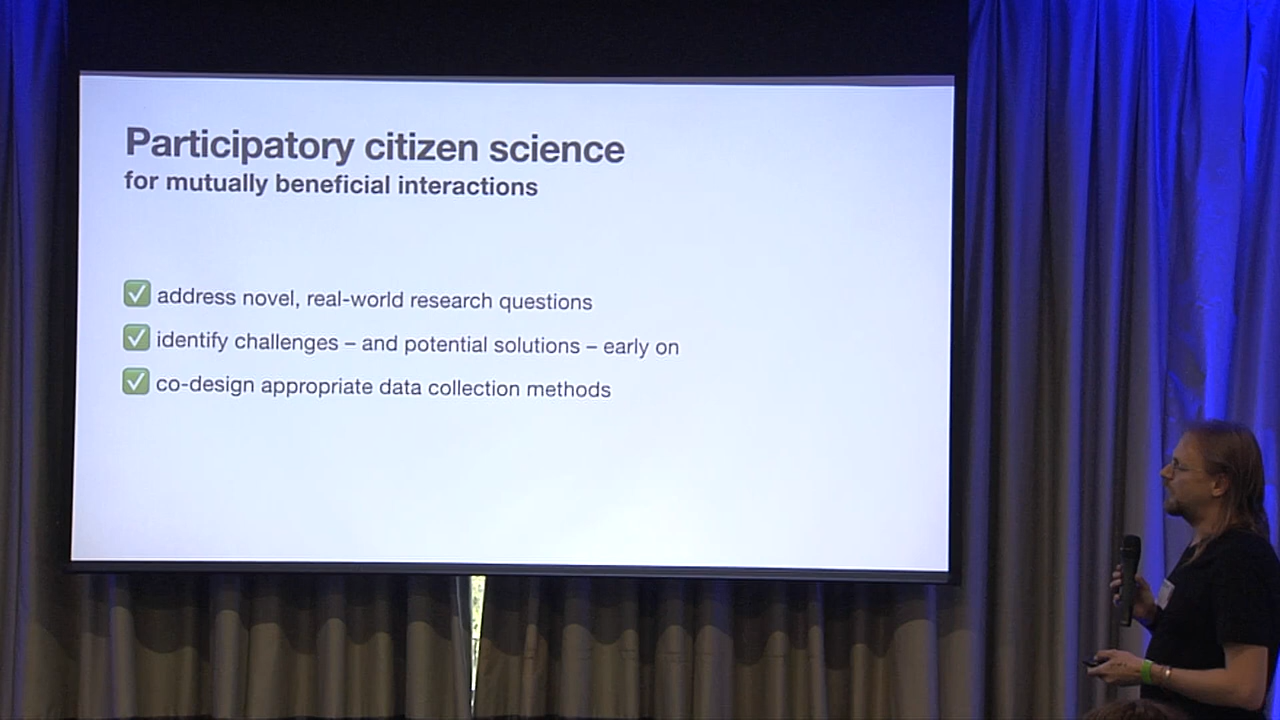 Participatory citizen science
for mutually beneficial interactions
✅ address novel, real-world research questions
✅ identify challenges – and potential solutions – early on
✅ co-design appropriate data collection methods